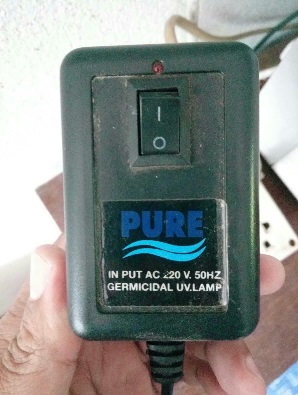 I
O
PURE
IN PUT AC 220 V. 50HZ
GERMICIDAL UV.LAMP